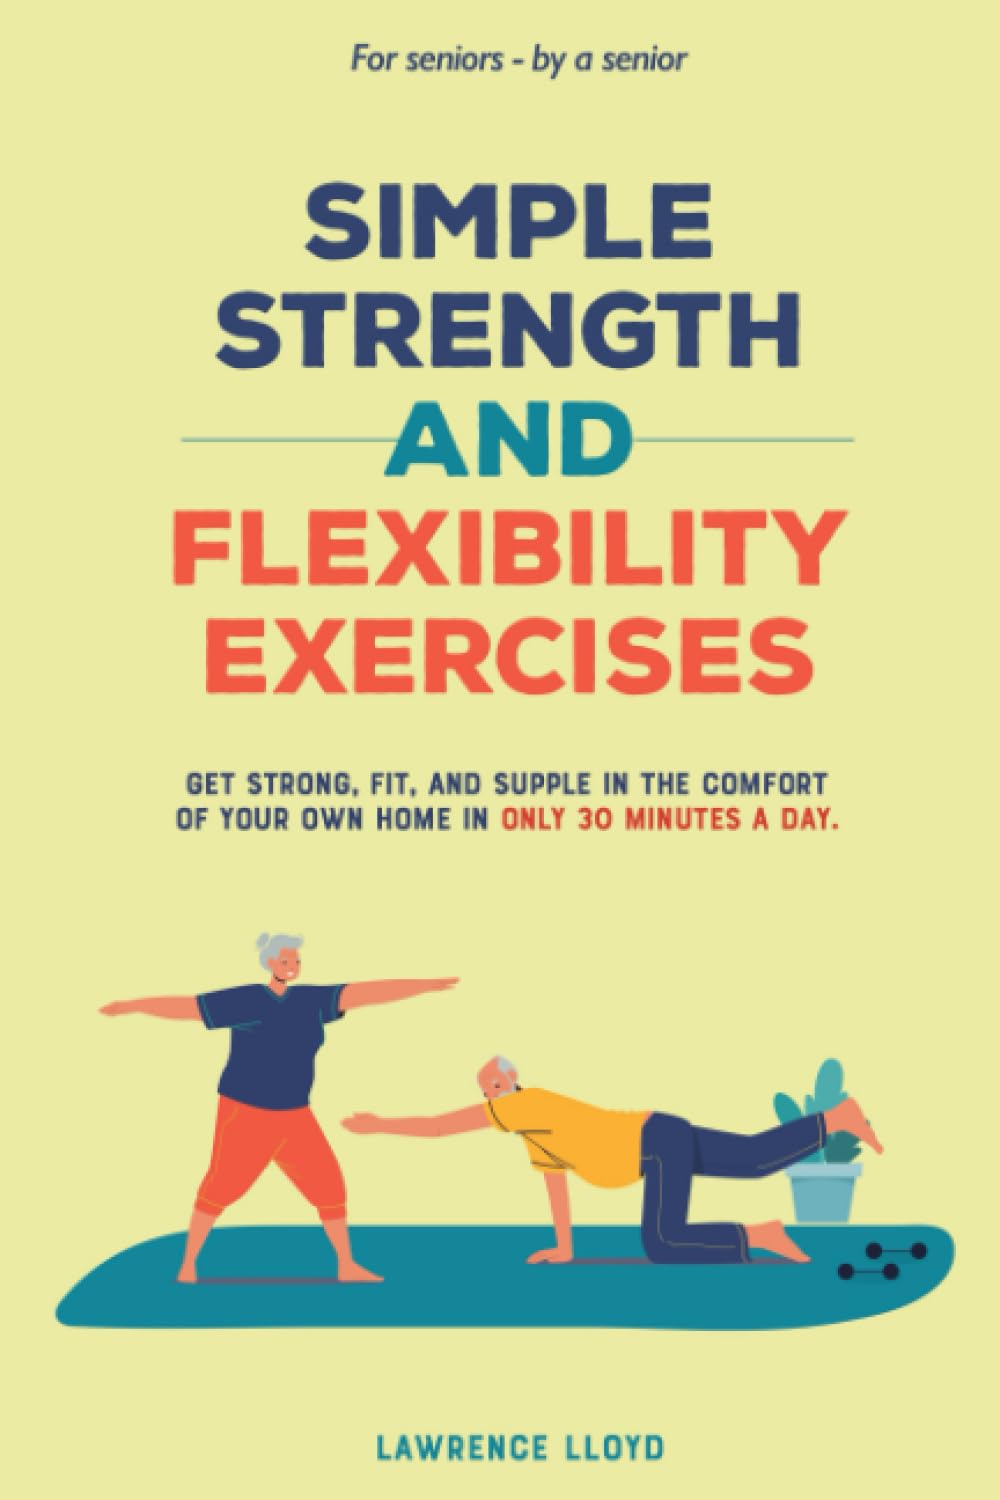 For seniors - by a senior
SIMPLE
STRENGTH
AND
FLEXIBILITY
EXERCISES
GET STRONG, FIT, AND SUPPLE IN THE COMFORT
OF YOUR OWN HOME IN ONLY 30 MINUTES A DAY.
LAWRENCE LLOYD